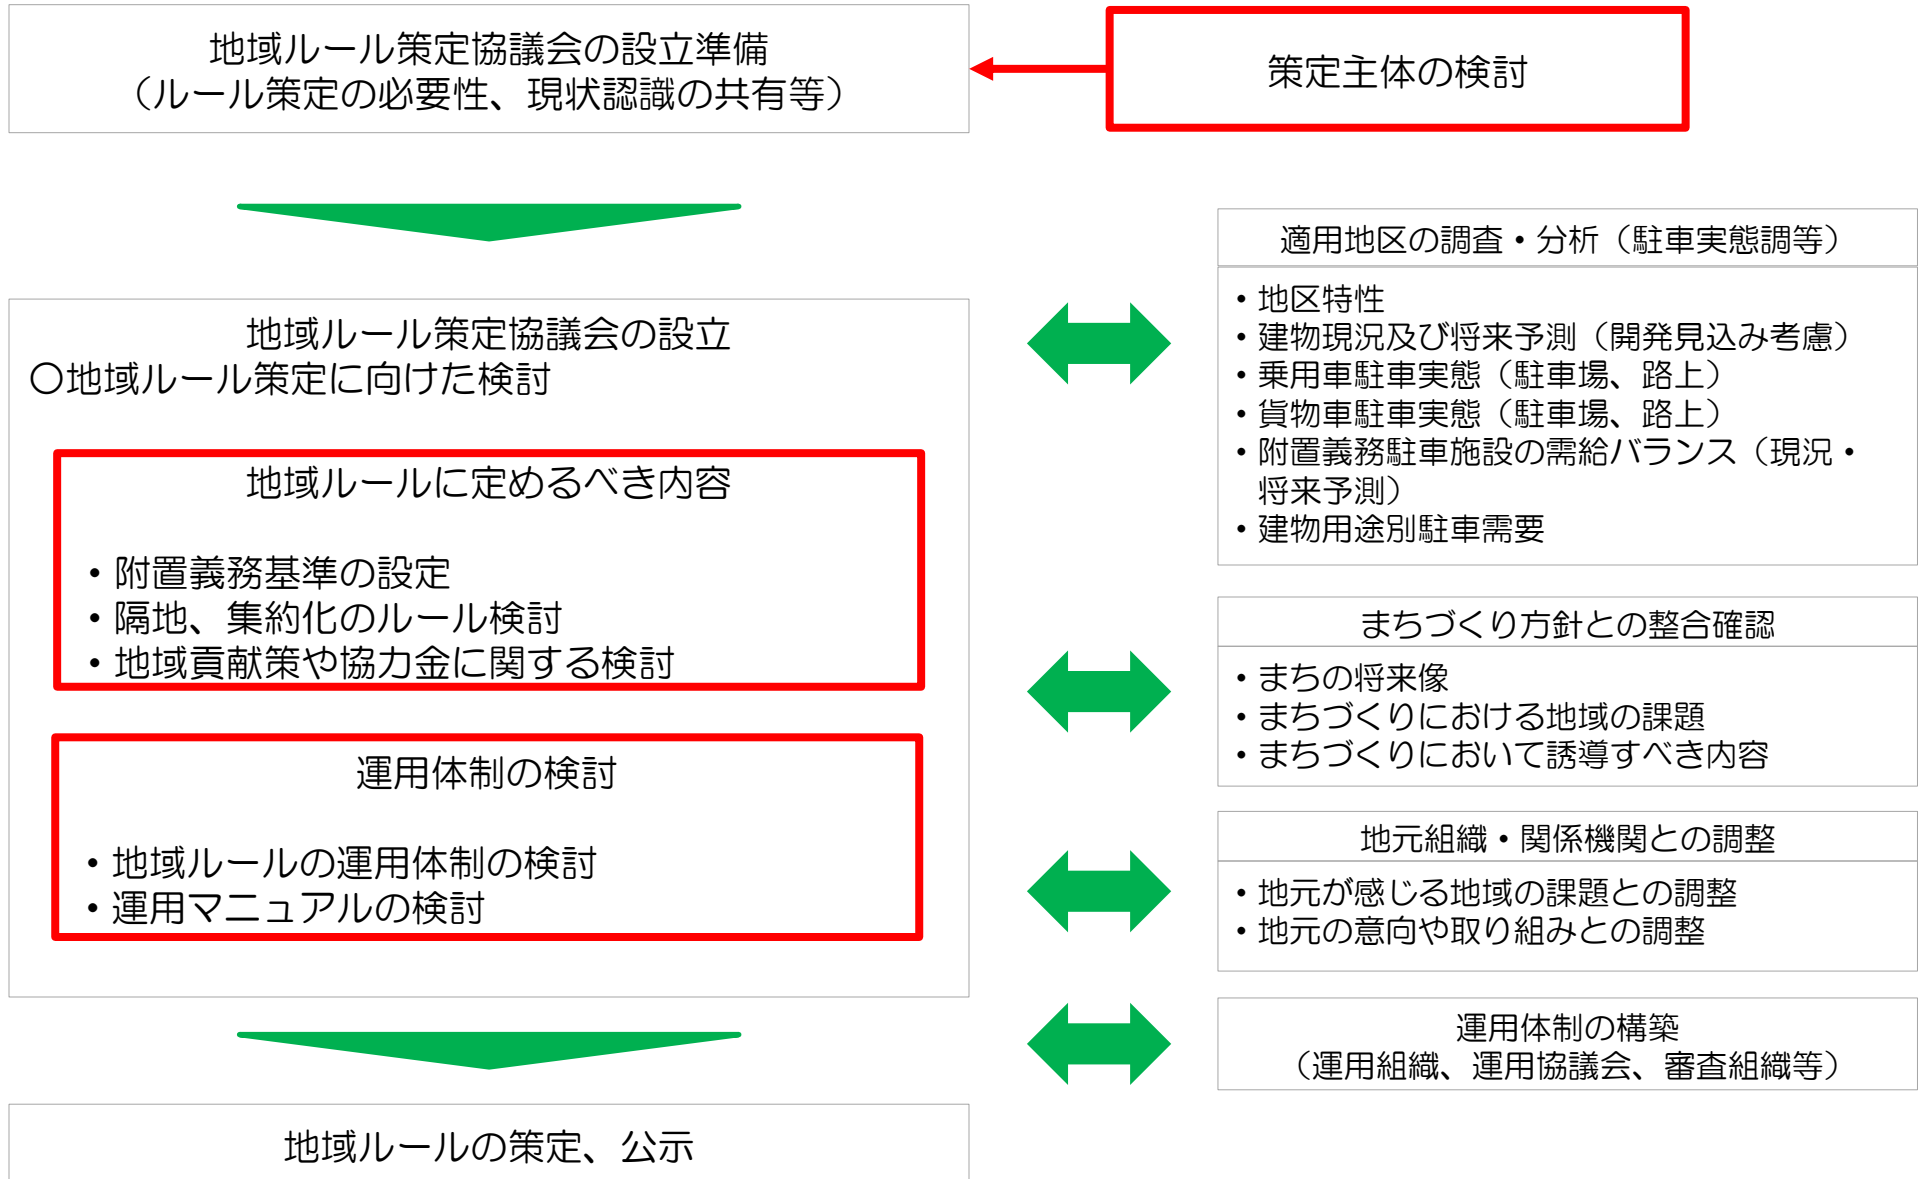 地域ルール策定協議会の設立準備
（ルール策定の必要性、現状認識の共有等）
策定主体の検討
地域ルール策定協議会の設立
〇地域ルール策定に向けた検討
地域ルールに定めるべき内容
・附置義務基準の設定
・隔地、集約化のルール検討
・地域貢献策や協力金に関する検討
運用体制の検討
・地域ルールの運用体制の検討
・運用マニュアルの検討
適用地区の調査・分析（駐車実態調等）
・地区特性
・建物現況及び将来予測（開発見込み考慮）
・乗用車駐車実態（駐車場、路上）
・貨物車駐車実態（駐車場、路上）
・附置義務駐車施設の需給バランス（現況・
将来予測）
・建物用途別駐車需要
まちづくり方針との整合確認
・まちの将来像
・まちづくりにおける地域の課題
・まちづくりにおいて誘導すべき内容
地元組織・関係機関との調整
・地元が感じる地域の課題との調整
・地元の意向や取り組みとの調整
運用体制の構築
（運用組織、運用協議会、審査組織等）
地域ルールの策定、公示